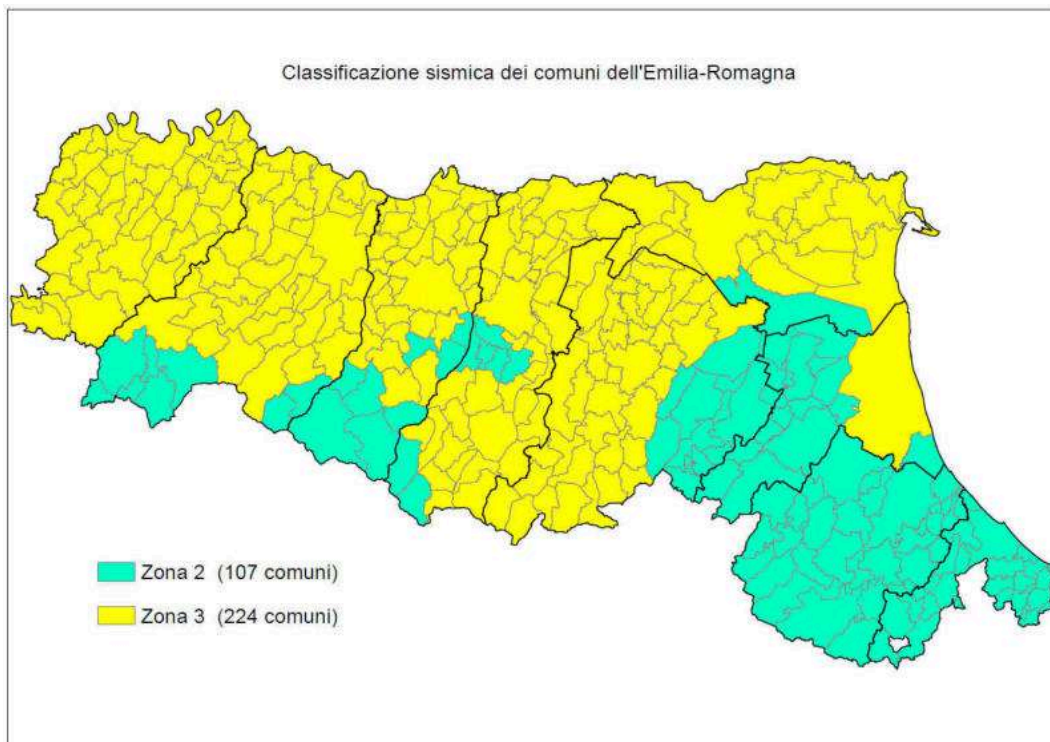 Classificazione sismica dei comuni dell'Emilia-Romagna
Zona 2 (107 comuni)
Zona 3 (224 comuni)